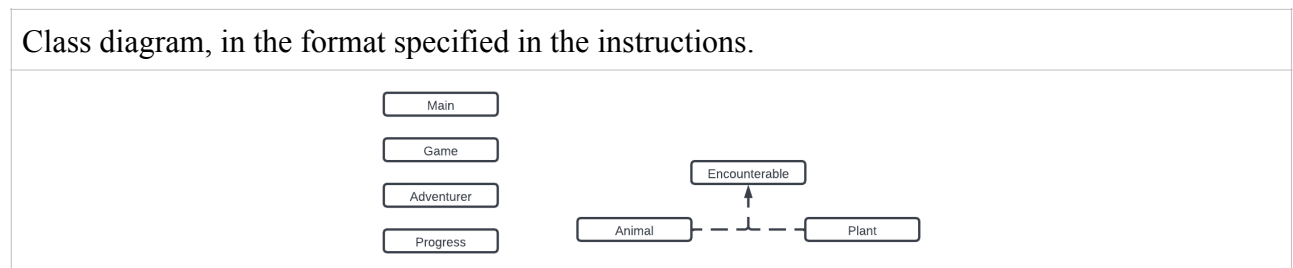 Class diagram, in the format specified in the instructions.
Main
Game
Adventurer
Progress
Encounterable
Animal
Plant